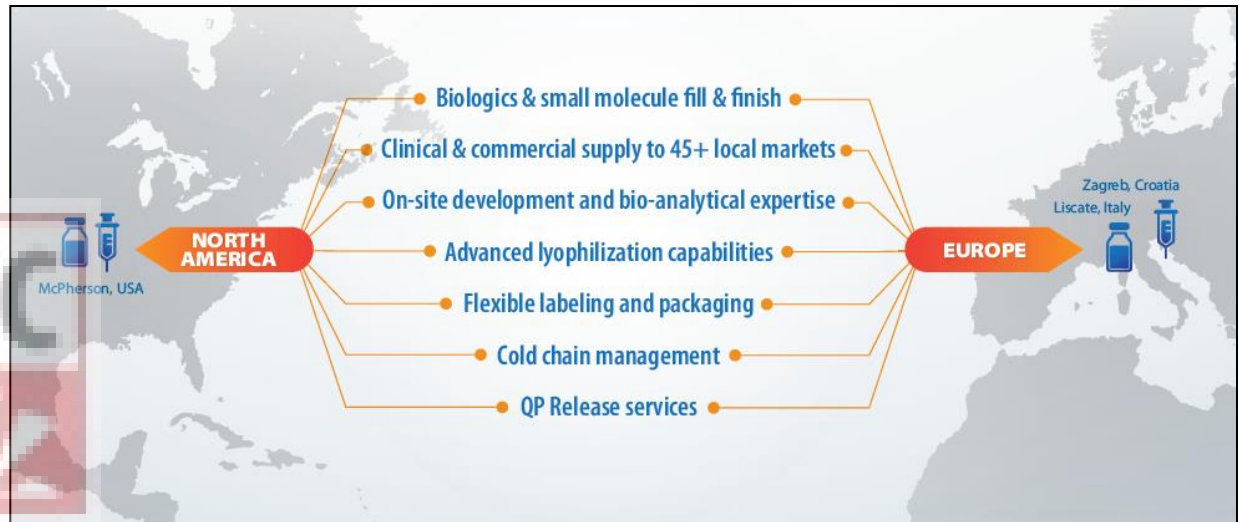 Biologics & small molecule fill & finish
Clinical & commercial supply to 45+ local markets
On-site development and bio-analytical expertise
Advanced lyophilization capabilities
Flexible labeling and packaging
Cold chain management
QP Release services
NORTH
AMERICA
McPherson, USA
EUROPE
Zagreb, Croatia
Liscate, Italy